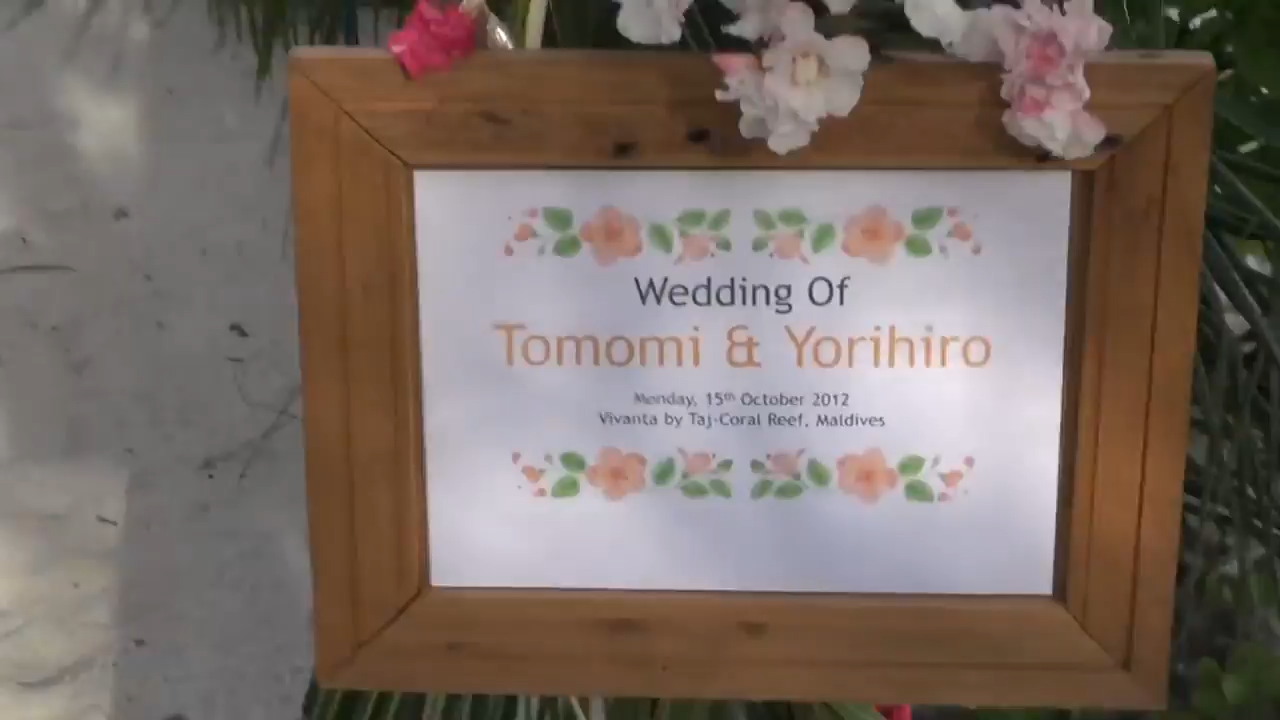 Wedding Of
Tomomi & Yorihiro
Monday, 15th October 2012
Vivanta by Taj-Coral Reef, Maldives